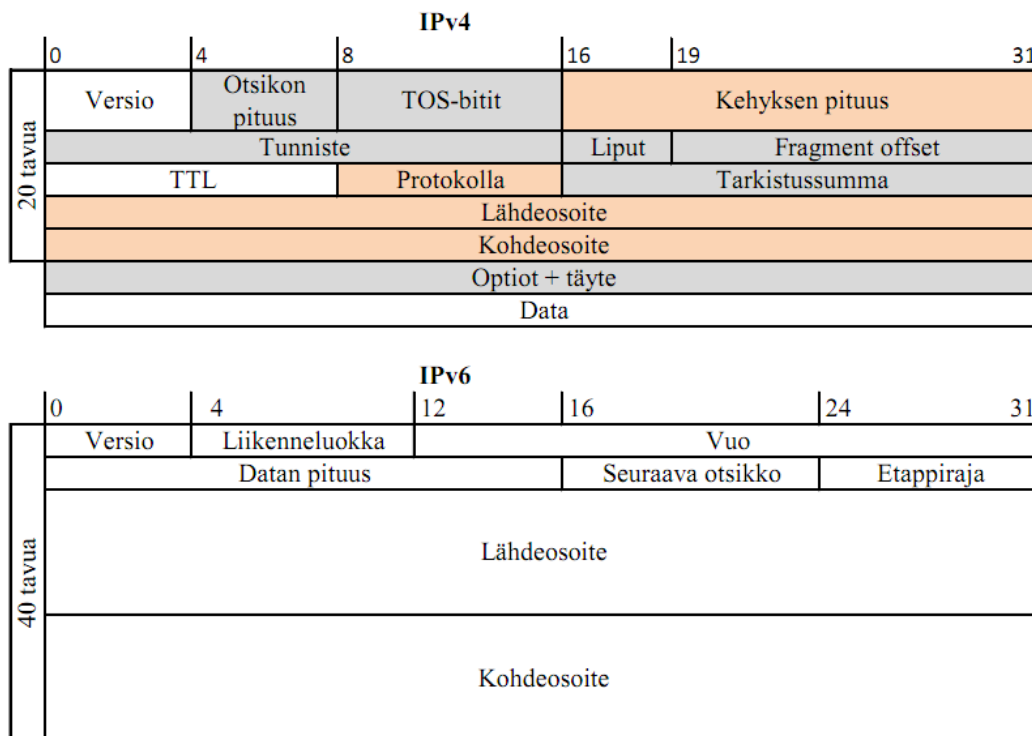 IPv4
0 4 8 16 19 31
Versio Otsikon pituus TOS-bitit Kehyksen pituus
Tunniste Liput Fragment offset
TTL Protokolla Tarkistussumma
Lähdeosoite
Kohdeosoite
20 tavua
Optiot + täyte
Data
IPv6
0 4 12 16 24 31
Versio Liikenneluokka Vuo
Datan pituus Seuraava otsikko Etappiraja
Lähdeosoite
40 tavua
Kohdeosoite